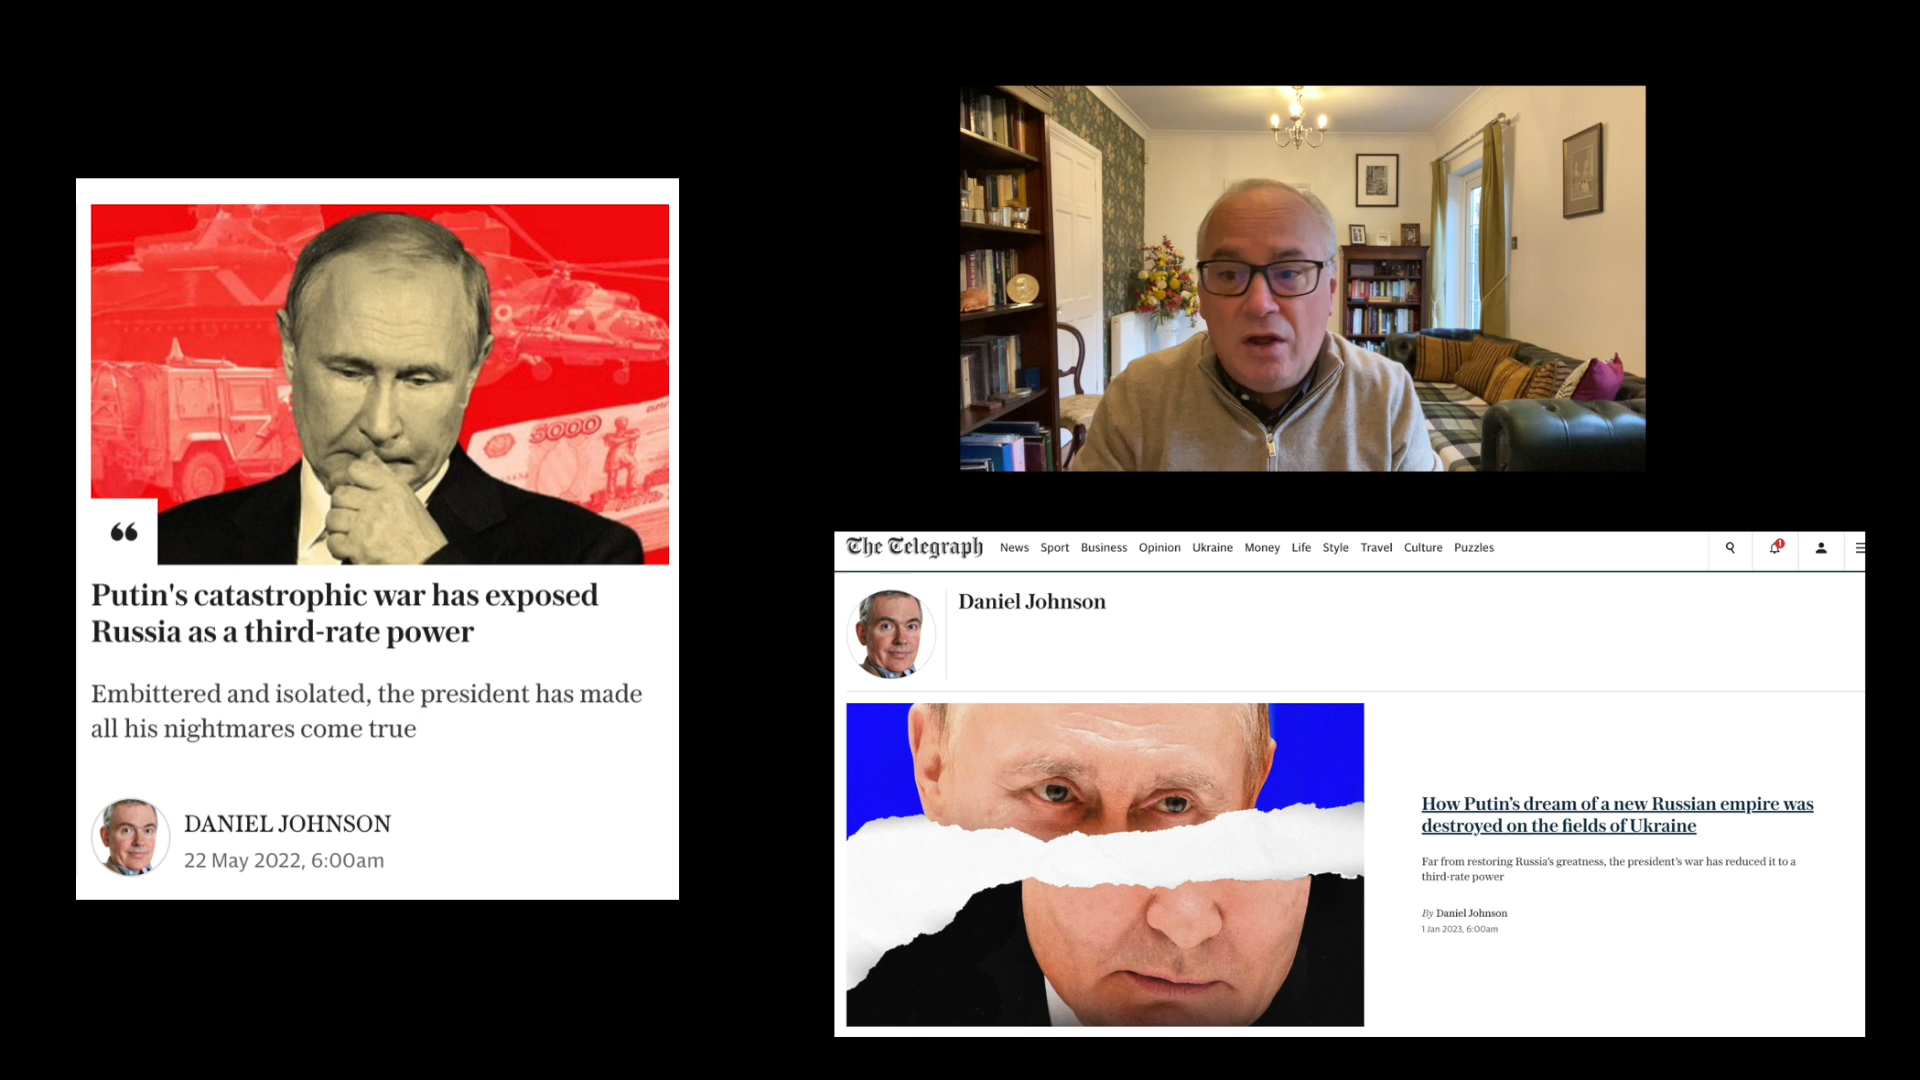 5000
“
Putin's catastrophic war has exposed
Russia as a third-rate power
Embittered and isolated, the president has made
all his nightmares come true
DANIEL JOHNSON
22 May 2022, 6:00am
The Telegraph News Sport Business Opinion Ukraine Money Life Style Travel Culture Puzzles 1
Daniel Johnson
How Putin’s dream of a new Russian empire was
destroyed on the fields of Ukraine
Far from restoring Russia’s greatness, the president’s war has reduced it to a
third-rate power
By Daniel Johnson
1 Jan 2023, 6:00am